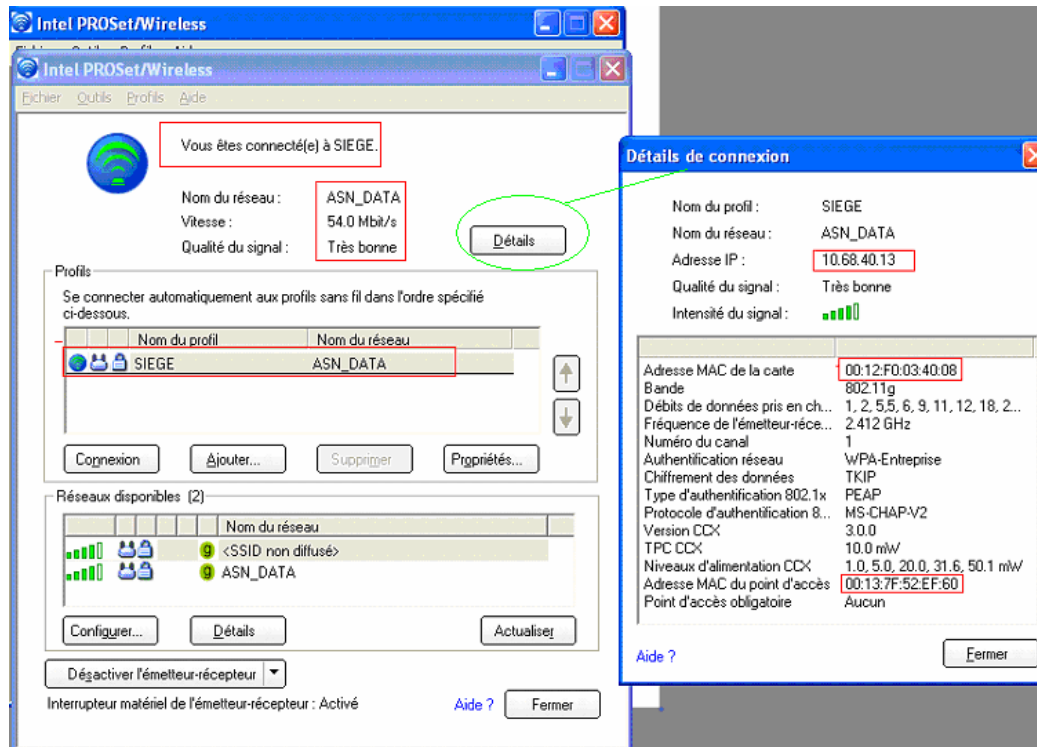 Intel PROSet/Wireless
Intel PROSet/Wireless
Fichier Outils Profils Aide
Vous êtes connecté(e) à SIEGE.
Nom du réseau : ASN_DATA
Vitesse : 54.0 Mbit/s
Qualité du signal : Très bonne
Détails
Profils
Se connecter automatiquement aux profils sans fil dans l'ordre spécifié
ci-dessous.
Nom du profil Nom du réseau
SIEGE ASN_DATA
Connexion Ajouter... Supprimer Propriétés...
Réseaux disponibles (2)
Nom du réseau
g <SSID non diffusé>
g ASN_DATA
Configurer... Détails Actualiser
Désactiver l'émetteur-récepteur
Interrupteur matériel de l'émetteur-récepteur : Activé Aide ? Fermer
Détails de connexion
Nom du profil : SIEGE
Nom du réseau : ASN_DATA
Adresse IP : 10.68.40.13
Qualité du signal : Très bonne
Intensité du signal :
Adresse MAC de la carte 00:12:F0:03:40:08
Bande 802.11g
Débits de données pris en ch... 1, 2, 5,5, 6, 9, 11, 12, 18, 2...
Fréquence de l'émetteur-réce... 2.412 GHz
Numéro du canal 1
Authentification réseau WPA-Entreprise
Chiffrement des données TKIP
Type d'authentification 802.1x PEAP
Protocole d'authentification 8... MS-CHAP-V2
Version CCX 3.0.0
TPC CCX 10.0 mW
Niveaux d'alimentation CCX 1.0, 5.0, 20.0, 31.6, 50.1 mW
Adresse MAC du point d'accès 00:13:7F:52:EF:60
Point d'accès obligatoire Aucun
Aide ? Fermer